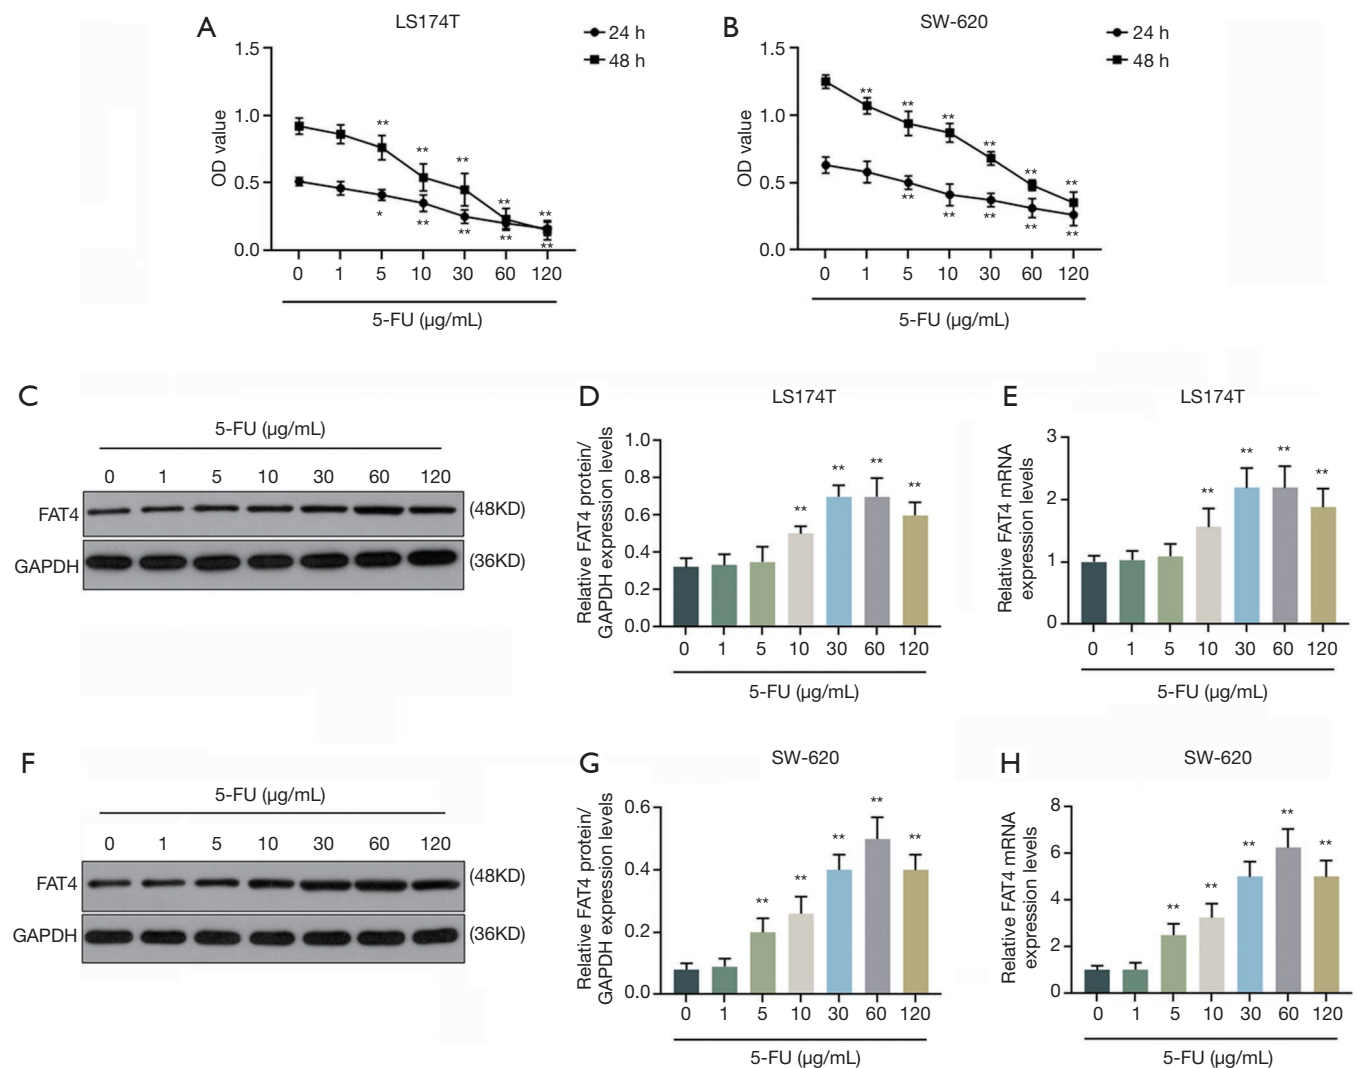 A
LS174T
24 h
48 h
1.5
1.0
0.5
0.0
OD value
** ** ** ** **
* ** ** ** **
0 1 5 10 30 60 120
5-FU (µg/mL)
B
SW-620
24 h
48 h
1.5
1.0
0.5
0.0
OD value
** ** ** ** ** **
** ** ** ** **
0 1 5 10 30 60 120
5-FU (µg/mL)
C
5-FU (µg/mL)
0 1 5 10 30 60 120
FAT4 (48KD)
GAPDH (36KD)
D
LS174T
Relative FAT4 protein/
GAPDH expression levels
1.0
0.8
0.6
0.4
0.2
0.0
** ** ** **
0 1 5 10 30 60 120
5-FU (µg/mL)
E
LS174T
Relative FAT4 mRNA
expression levels
3
2
1
0
** ** ** **
0 1 5 10 30 60 120
5-FU (µg/mL)
F
5-FU (µg/mL)
0 1 5 10 30 60 120
FAT4 (48KD)
GAPDH (36KD)
G
SW-620
Relative FAT4 protein/
GAPDH expression levels
0.6
0.4
0.2
0.0
** ** ** ** **
0 1 5 10 30 60 120
5-FU (µg/mL)
H
SW-620
Relative FAT4 mRNA
expression levels
8
6
4
2
0
** ** ** ** **
0 1 5 10 30 60 120
5-FU (µg/mL)